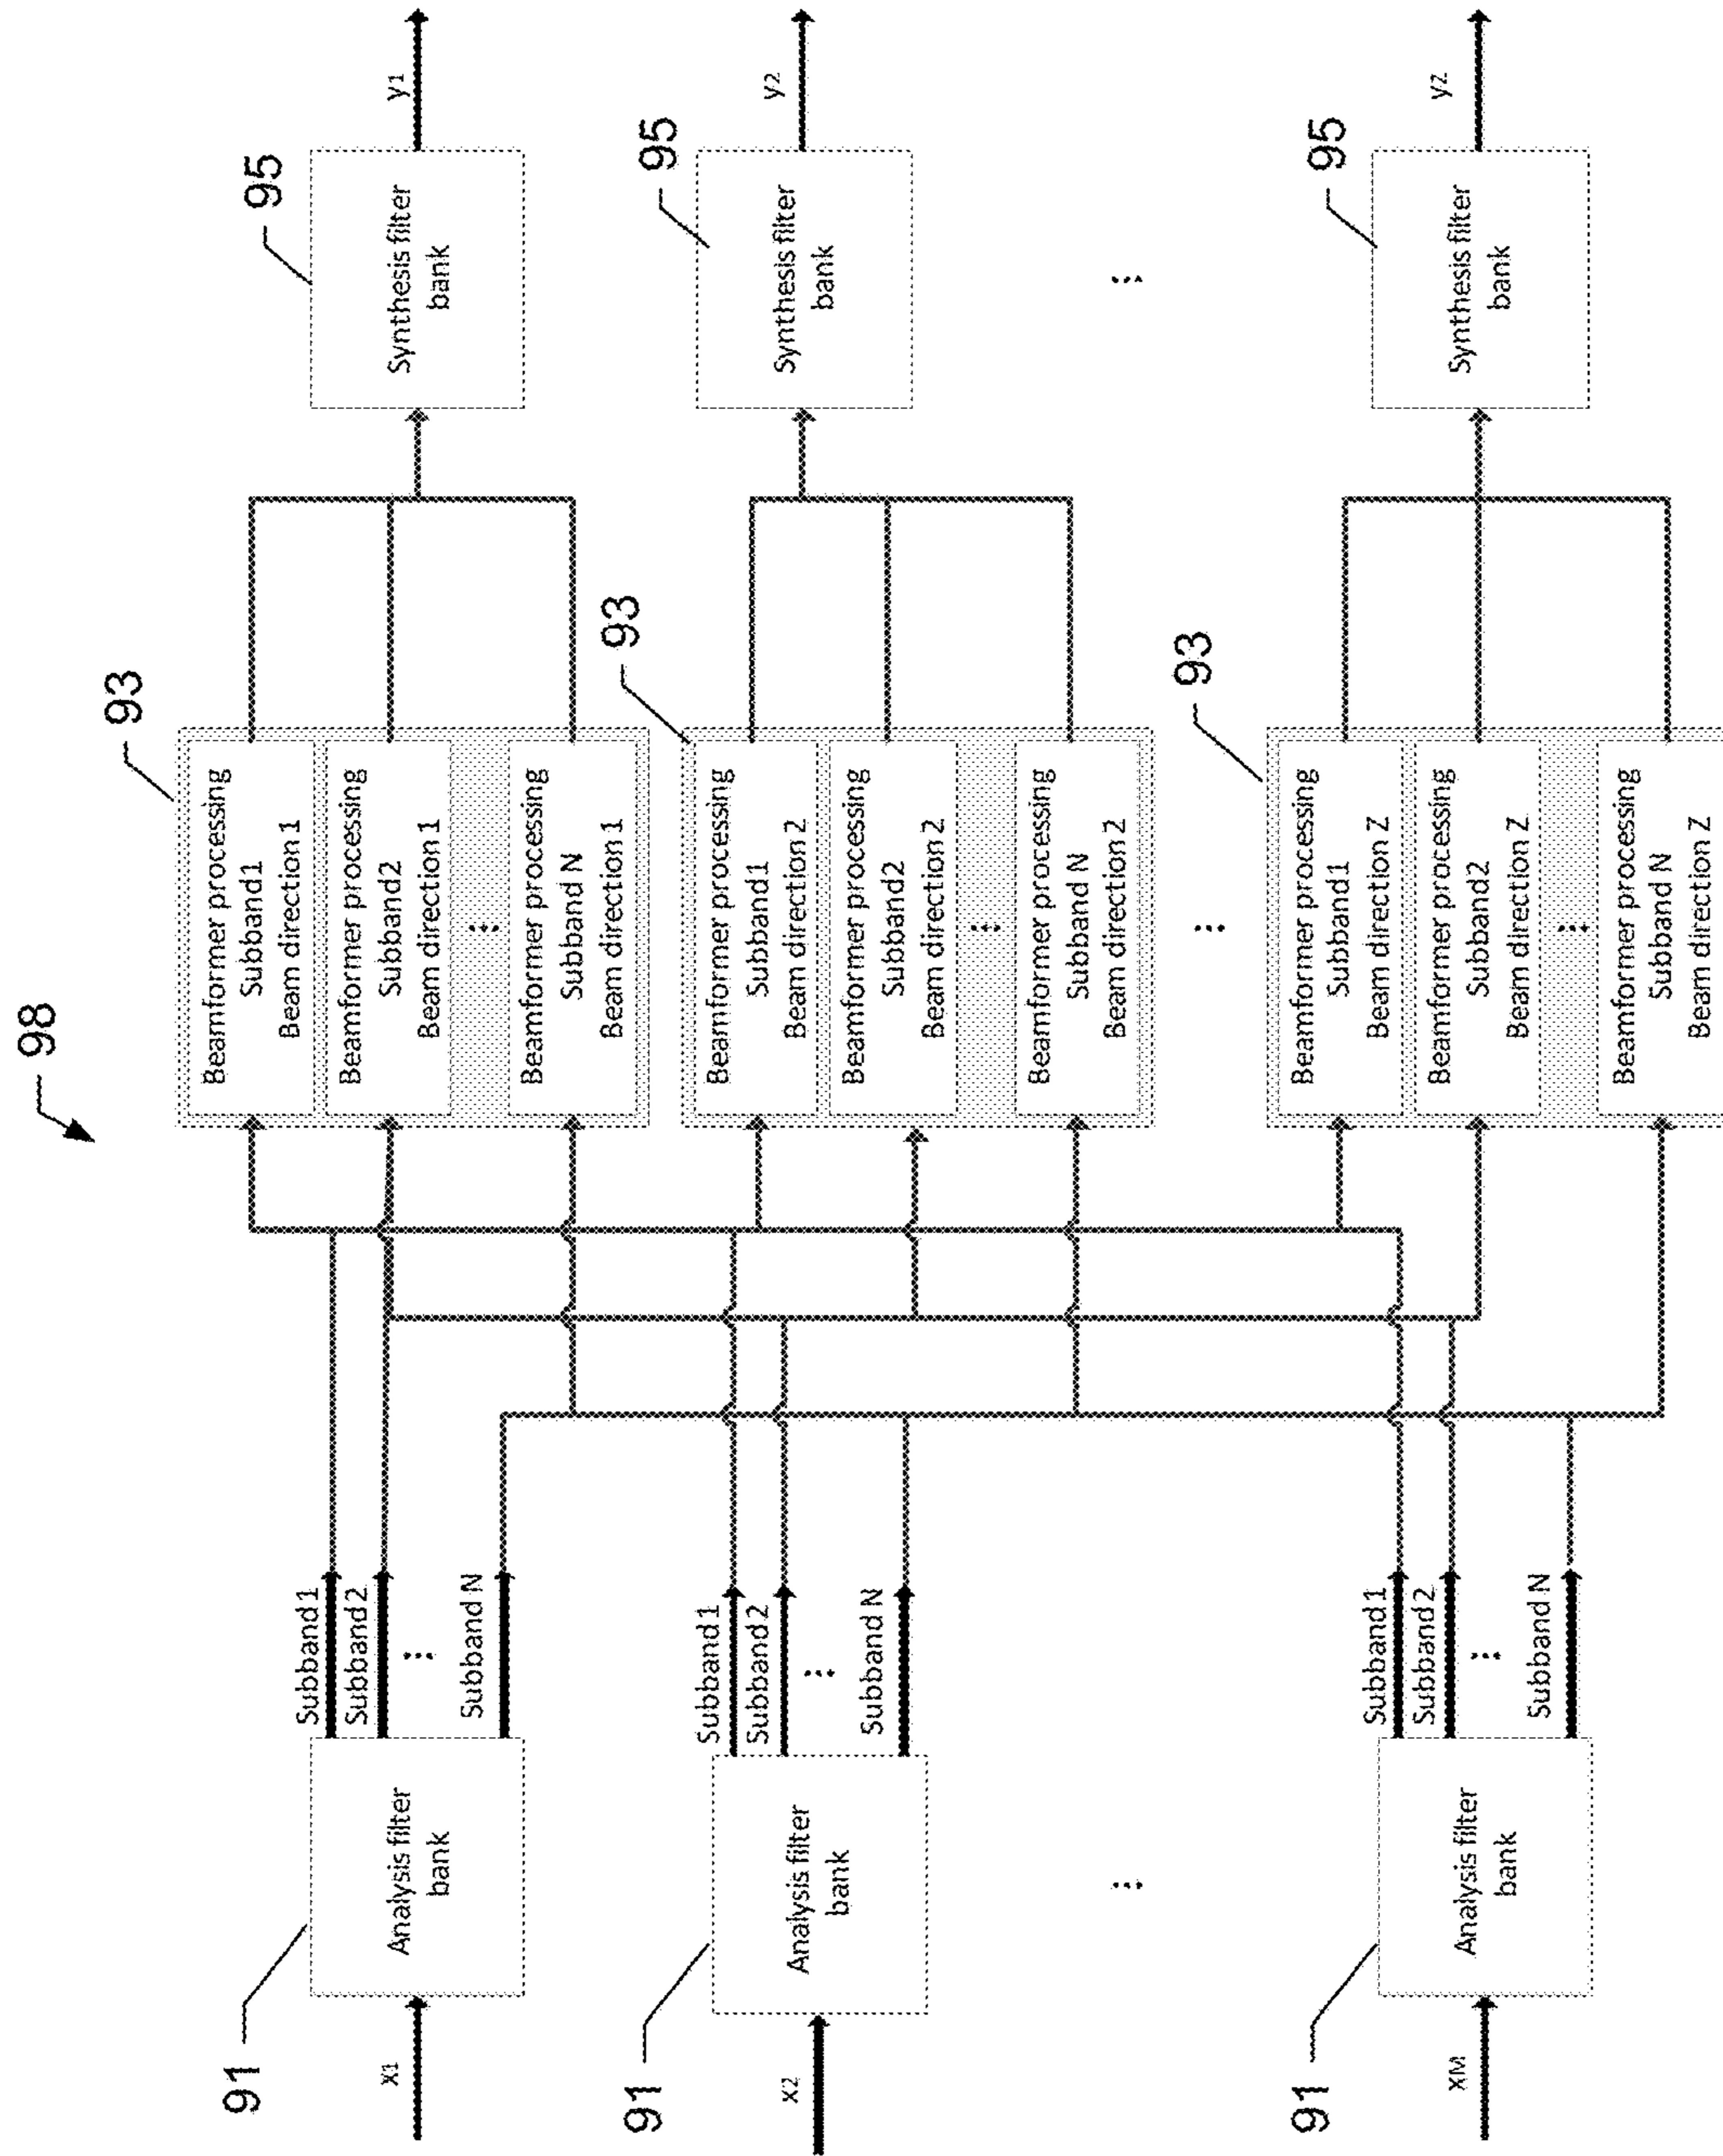 98
91
x1
Analysis filter
bank
Subband 1
Subband 2
...
Subband N
93
Beamformer processing
Subband1
Beam direction 1
Beamformer processing
Subband2
Beam direction 1
...
Beamformer processing
Subband N
Beam direction 1
95
Synthesis filter
bank
y1
91
x2
Analysis filter
bank
Subband 1
Subband 2
...
Subband N
93
Beamformer processing
Subband1
Beam direction 2
Beamformer processing
Subband2
Beam direction 2
...
Beamformer processing
Subband N
Beam direction 2
95
Synthesis filter
bank
y2
...
...
...
91
xM
Analysis filter
bank
Subband 1
Subband 2
...
Subband N
93
Beamformer processing
Subband1
Beam direction Z
Beamformer processing
Subband2
Beam direction Z
...
Beamformer processing
Subband N
Beam direction Z
95
Synthesis filter
bank
yZ